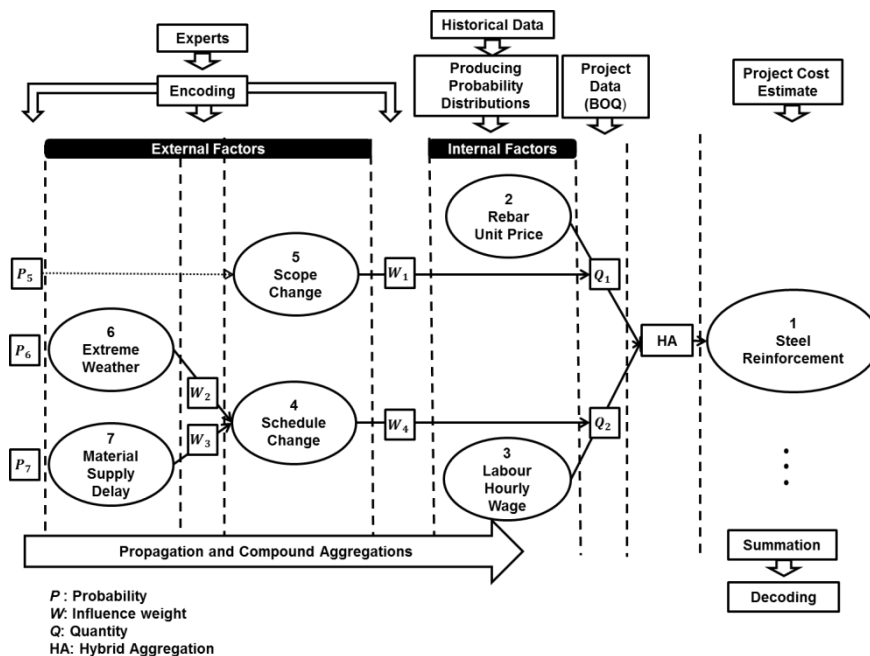 Experts
Encoding
Historical Data
Producing
Probability
Distributions
Project
Data
(BOQ)
Project Cost
Estimate
External Factors
Internal Factors
2
Rebar
Unit Price
P5
5
Scope
Change
W1
Q1
P6
6
Extreme
Weather
W2
HA
1
Steel
Reinforcement
P7
7
Material
Supply
Delay
W3
4
Schedule
Change
W4
Q2
3
Labour
Hourly
Wage
Propagation and Compound Aggregations
Summation
Decoding
P : Probability
W: Influence weight
Q: Quantity
HA: Hybrid Aggregation